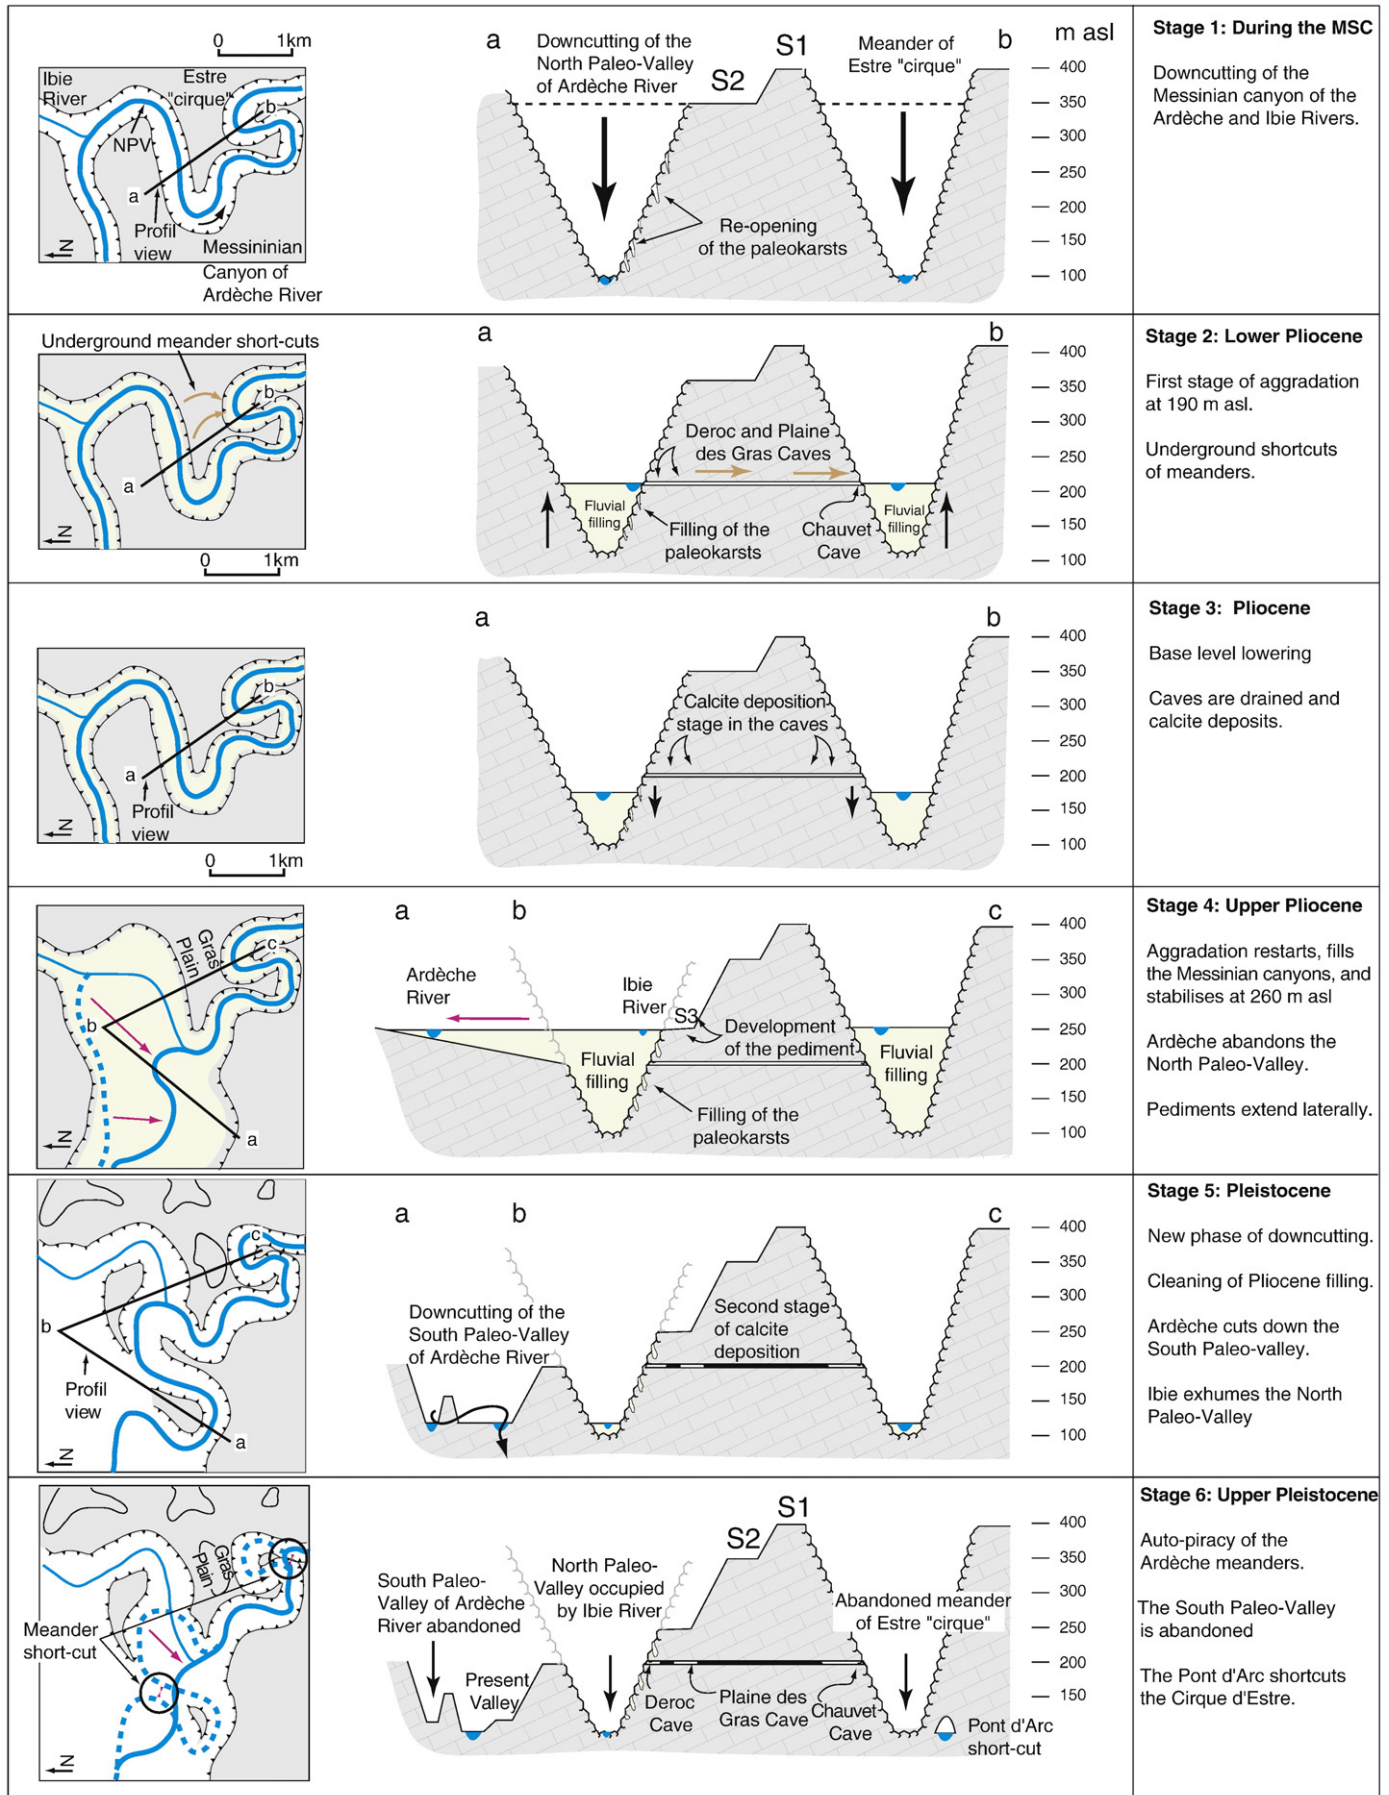 0 1km
Ibie
River
Estre
"cirque"
b
NPV
a
Profil
view
N
Messininian
Canyon of
Ardèche River
a
Downcutting of the
North Paleo-Valley
of Ardèche River
S2
S1
Meander of
Estre "cirque"
b
m asl
400
350
300
250
200
150
100
Re-opening
of the paleokarsts
Stage 1: During the MSC
Downcutting of the
Messinian canyon of the
Ardèche and Ibie Rivers.
Underground meander short-cuts
b
a
N
0 1km
a
b
Deroc and Plaine
des Gras Caves
Fluvial
filling
Filling of the
paleokarsts
Chauvet
Cave
Fluvial
filling
400
350
300
250
200
150
100
Stage 2: Lower Pliocene
First stage of aggradation
at 190 m asl.
Underground shortcuts
of meanders.
b
a
Profil
view
N
0 1km
a
b
Calcite deposition
stage in the caves
400
350
300
250
200
150
100
Stage 3: Pliocene
Base level lowering
Caves are drained and
calcite deposits.
Gras
Plain
c
b
a
N
a
b
c
Ardèche
River
Ibie
River
S3
Development
of the pediment
Fluvial
filling
Fluvial
filling
Filling of the
paleokarsts
400
350
300
250
200
150
100
Stage 4: Upper Pliocene
Aggradation restarts, fills
the Messinian canyons, and
stabilises at 260 m asl
Ardèche abandons the
North Paleo-Valley.
Pediments extend laterally.
c
b
Profil
view
a
N
a
b
c
Downcutting of the
South Paleo-Valley
of Ardèche River
Second stage
of calcite
deposition
400
350
300
250
200
150
100
Stage 5: Pleistocene
New phase of downcutting.
Cleaning of Pliocene filling.
Ardèche cuts down the
South Paleo-valley.
Ibie exhumes the North
Paleo-Valley
Gras
Plain
Meander
short-cut
N
S1
S2
South Paleo-
Valley of Ardèche
River abandoned
North Paleo-
Valley occupied
by Ibie River
Abandoned meander
of Estre "cirque"
Present
Valley
Deroc
Cave
Plaine des
Gras Cave
Chauvet
Cave
Pont d'Arc
short-cut
400
350
300
250
200
150
Stage 6: Upper Pleistocene
Auto-piracy of the
Ardèche meanders.
The South Paleo-Valley
is abandoned
The Pont d'Arc shortcuts
the Cirque d'Estre.